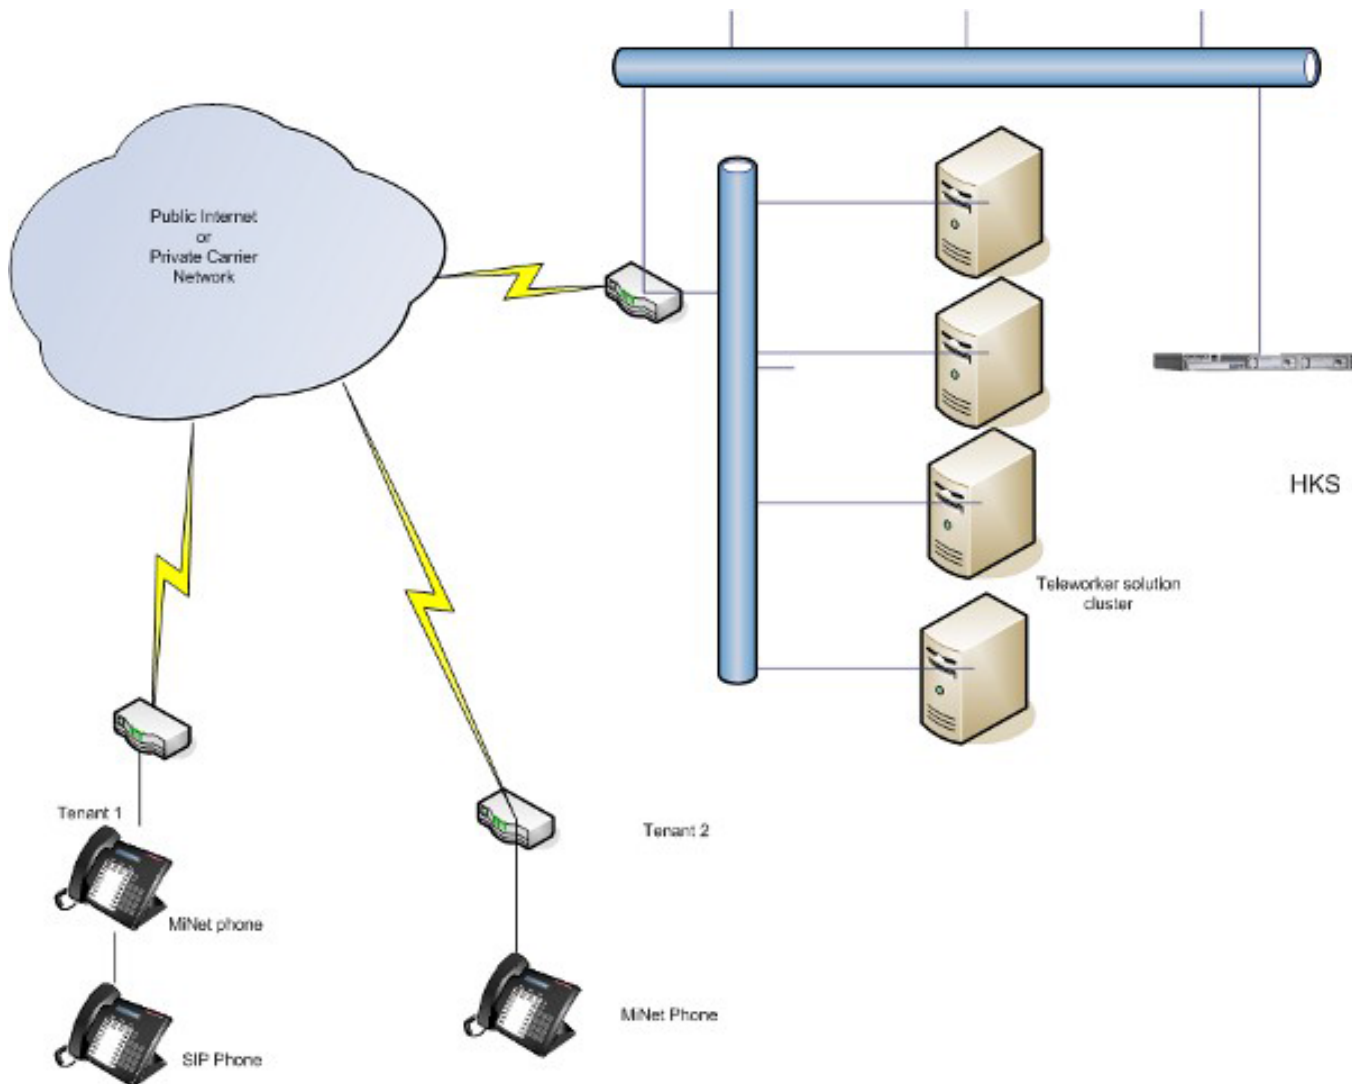 Public Internet
or
Private Carrier
Network
HKS
Teleworker solution
cluster
Tenant 1
Tenant 2
MiNet phone
MiNet Phone
SIP Phone